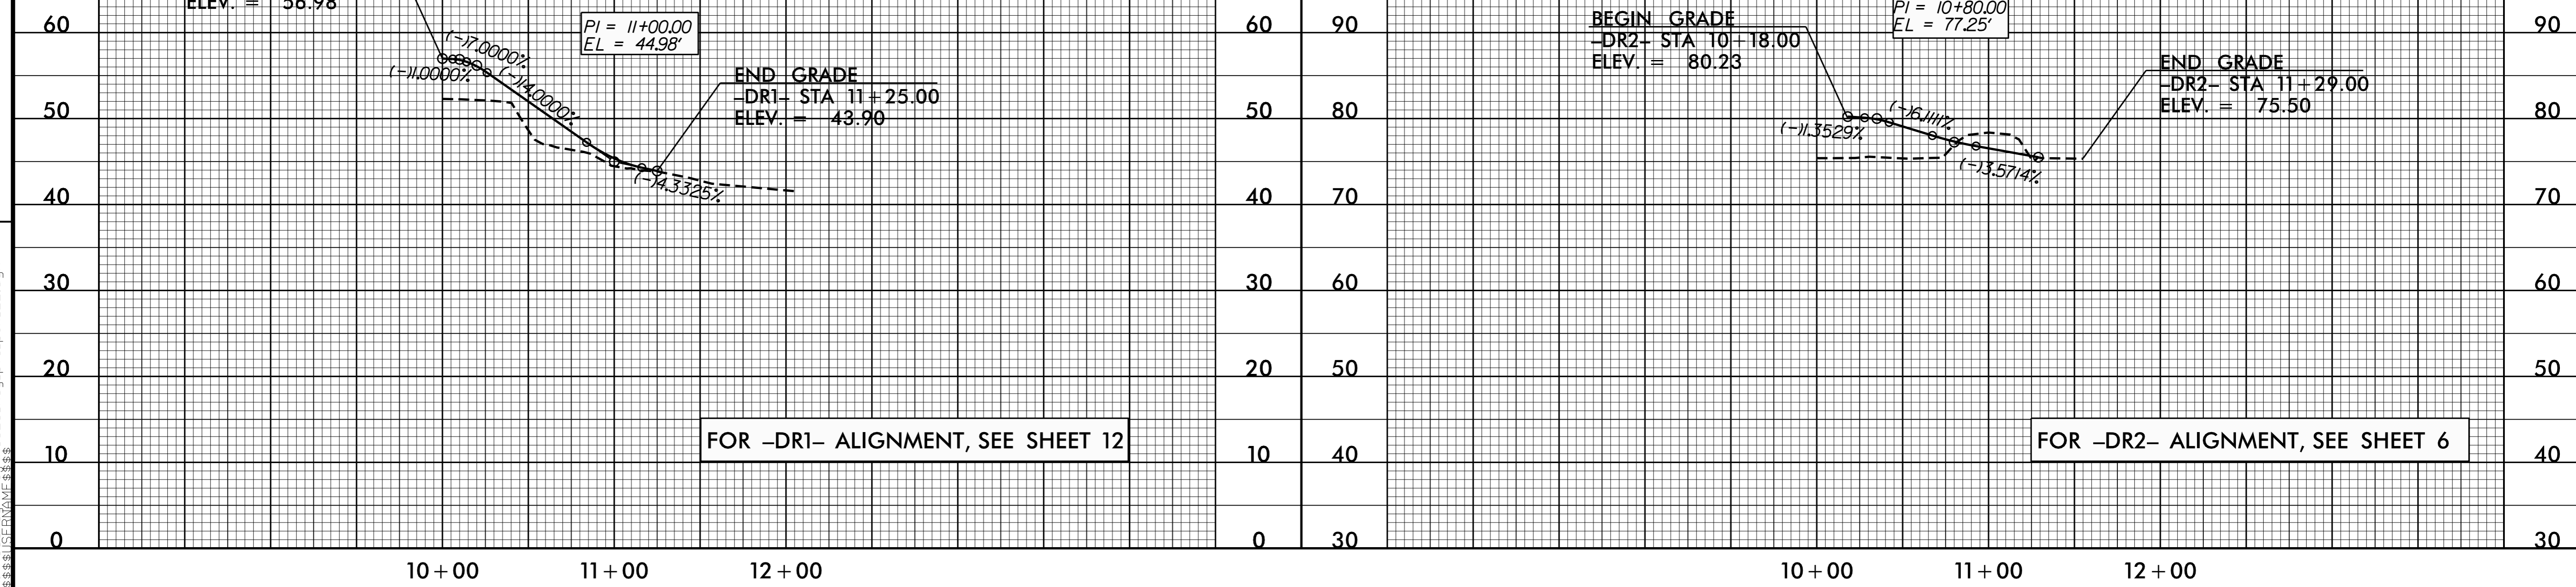 ELEV. = 56.98
PI = 11+00.00
EL = 44.98'
(-)7.0000%
(-)1.0000%
(-)14.0000%
(-)4.3325%
END GRADE
-DR1- STA 11+25.00
ELEV. = 43.90
FOR -DR1- ALIGNMENT, SEE SHEET 12
60
50
40
30
20
10
0
60
50
40
30
20
10
0
10+00
11+00
12+00
90
80
70
60
50
40
30
BEGIN GRADE
-DR2- STA 10+18.00
ELEV. = 80.23
PI = 10+80.00
EL = 77.25'
(-)1.3529%
(-)6.1111%
(-)3.5714%
END GRADE
-DR2- STA 11+29.00
ELEV. = 75.50
FOR -DR2- ALIGNMENT, SEE SHEET 6
90
80
70
60
50
40
30
10+00
11+00
12+00
$$$$USERNAME$$$$